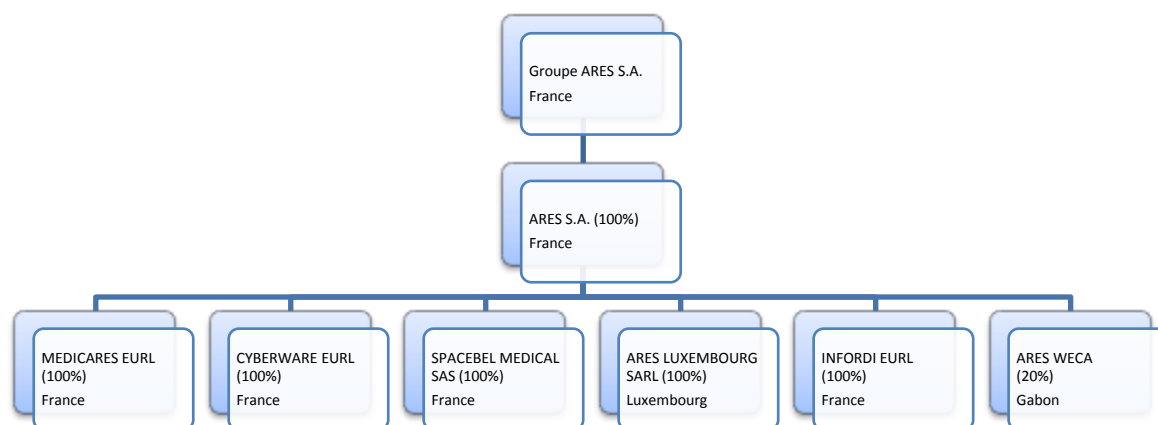 Groupe ARES S.A.
France
ARES S.A. (100%)
France
MEDICARES EURL
(100%)
France
CYBERWARE EURL
(100%)
France
SPACEBEL MEDICAL
SAS (100%)
France
ARES LUXEMBOURG
SARL (100%)
Luxembourg
INFORDI EURL
(100%)
France
ARES WECA
(20%)
Gabon